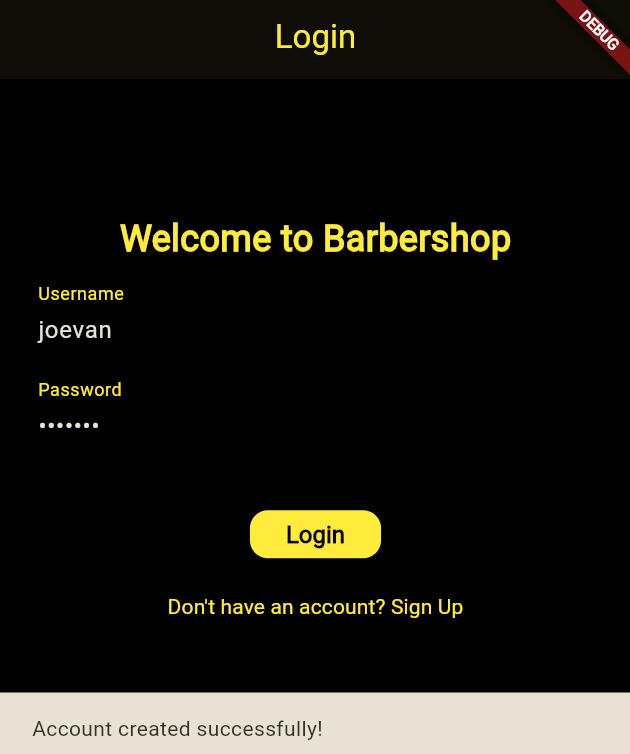 Login
DEBUG
Welcome to Barbershop
Username
joevan
Password
•••••••
Login
Don't have an account? Sign Up
Account created successfully!